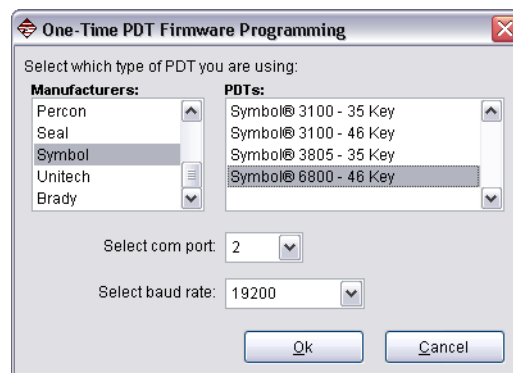 One-Time PDT Firmware Programming
Select which type of PDT you are using:
Manufacturers: PDTs:
Percon Symbol® 3100 - 35 Key
Seal Symbol® 3100 - 46 Key
Symbol Symbol® 3805 - 35 Key
Unitech Symbol® 6800 - 46 Key
Brady
Select com port: 2
Select baud rate: 19200
Ok Cancel